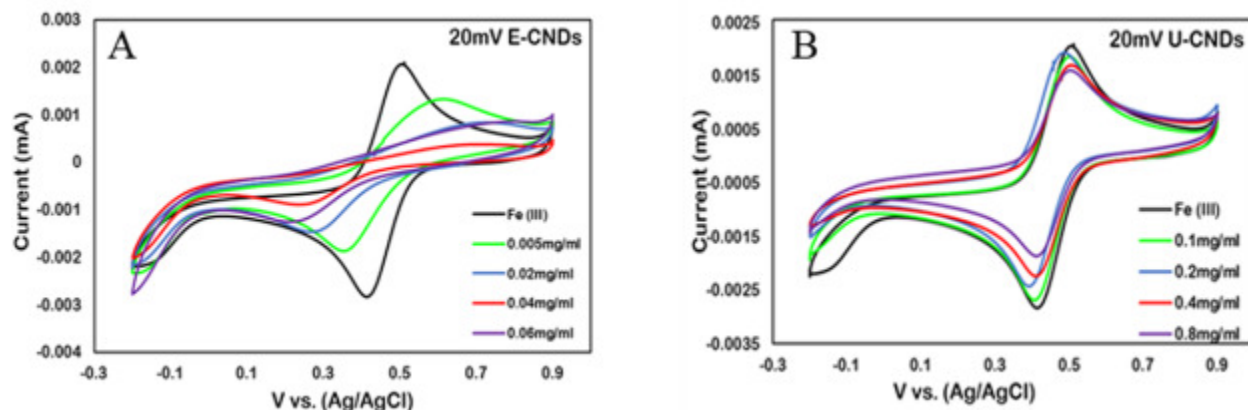 A
20mV E-CNDs
Current (mA)
0.003
0.002
0.001
0
-0.001
-0.002
-0.003
-0.004
Fe (III)
0.005mg/ml
0.02mg/ml
0.04mg/ml
0.06mg/ml
-0.3 -0.1 0.1 0.3 0.5 0.7 0.9
V vs. (Ag/AgCl)
B
20mV U-CNDs
Current (mA)
0.0025
0.0015
0.0005
-0.0005
-0.0015
-0.0025
-0.0035
Fe (III)
0.1mg/ml
0.2mg/ml
0.4mg/ml
0.8mg/ml
-0.3 -0.1 0.1 0.3 0.5 0.7 0.9
V vs. (Ag/AgCl)